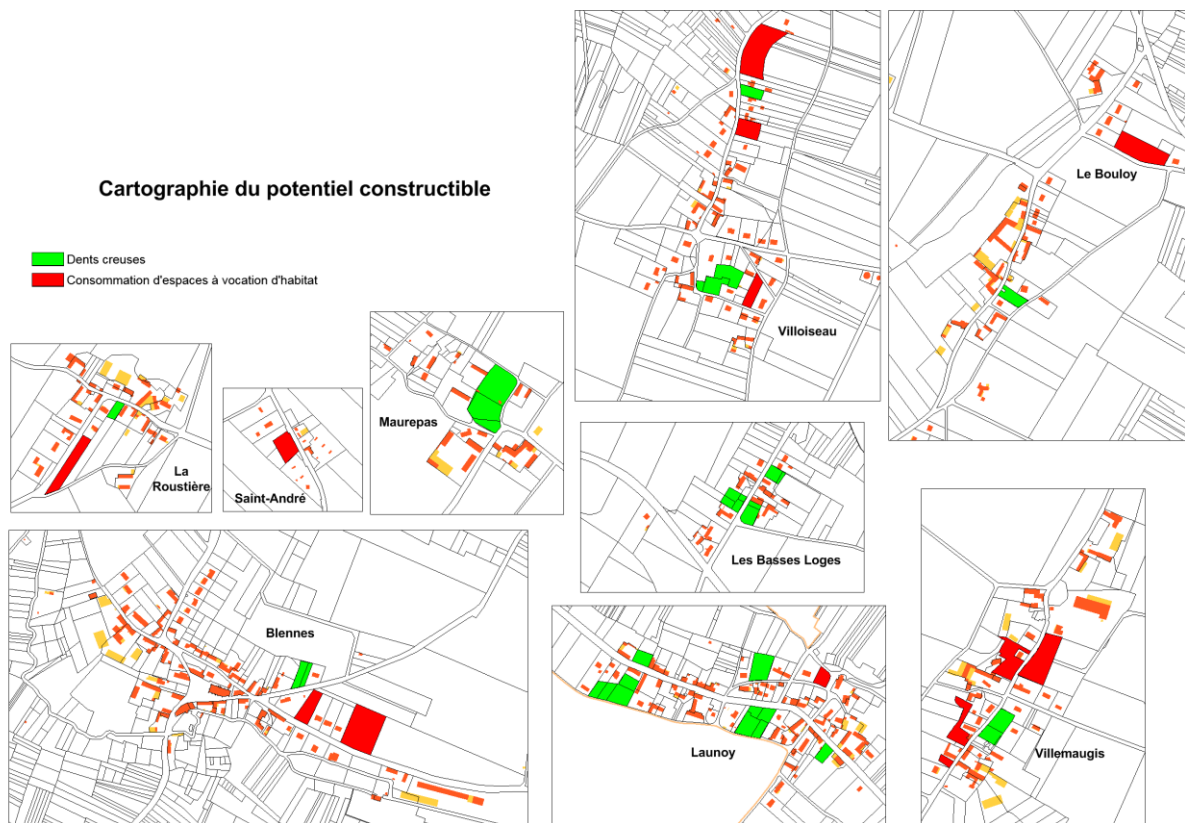 Cartographie du potentiel constructible
Dents creuses
Consommation d'espaces à vocation d'habitat
Villoiseau
Le Bouloy
La
Roustière
Saint-André
Maurepas
Les Basses Loges
Blennes
Launoy
Villemaugis